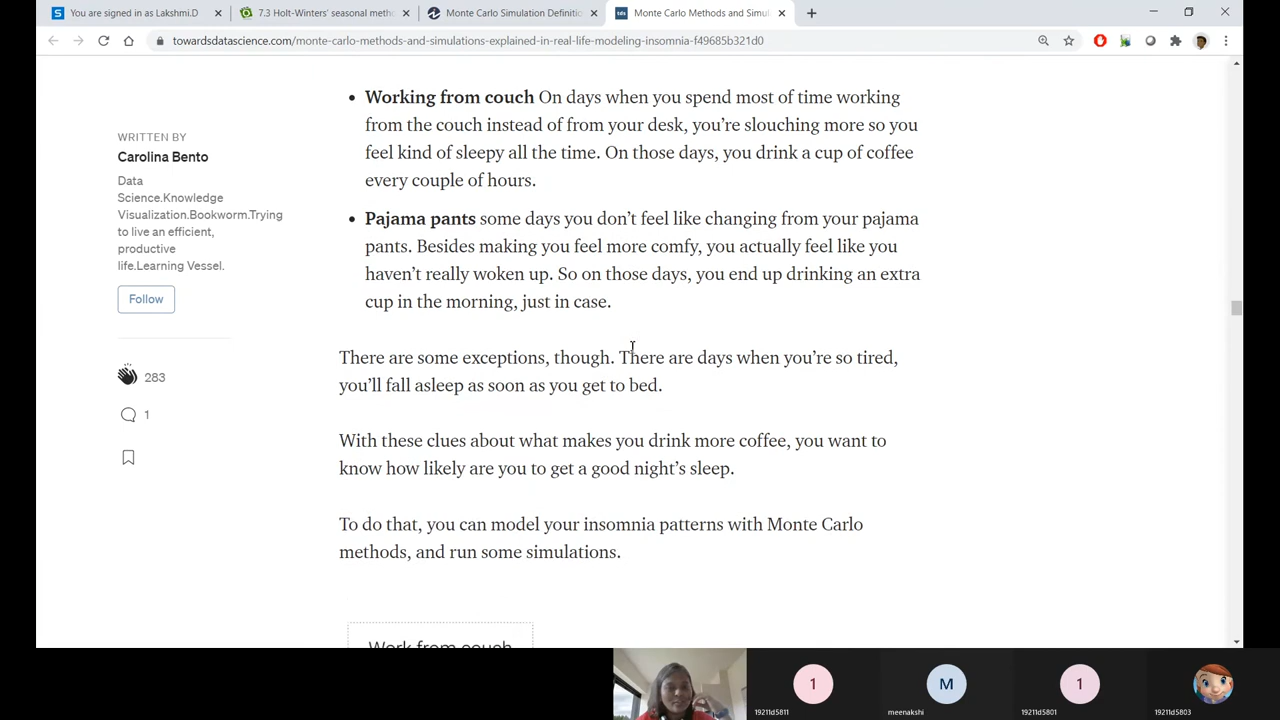 You are signed in as Lakshmi.D
7.3 Holt-Winters' seasonal meth
Monte Carlo Simulation Definitio
Monte Carlo Methods and Simul
towardsdatascience.com/monte-carlo-methods-and-simulations-explained-in-real-life-modeling-insomnia-f49685b321d0
WRITTEN BY
Carolina Bento
Data
Science.Knowledge
Visualization.Bookworm.Trying
to live an efficient,
productive
life.Learning Vessel.
Follow
283
1
• Working from couch On days when you spend most of time working
from the couch instead of from your desk, you’re slouching more so you
feel kind of sleepy all the time. On those days, you drink a cup of coffee
every couple of hours.
• Pajama pants some days you don’t feel like changing from your pajama
pants. Besides making you feel more comfy, you actually feel like you
haven’t really woken up. So on those days, you end up drinking an extra
cup in the morning, just in case.
There are some exceptions, though. There are days when you’re so tired,
you’ll fall asleep as soon as you get to bed.
With these clues about what makes you drink more coffee, you want to
know how likely are you to get a good night’s sleep.
To do that, you can model your insomnia patterns with Monte Carlo
methods, and run some simulations.
Work from couch
1
19211d5811
M
meenakshi
1
19211d5801
19211d5803